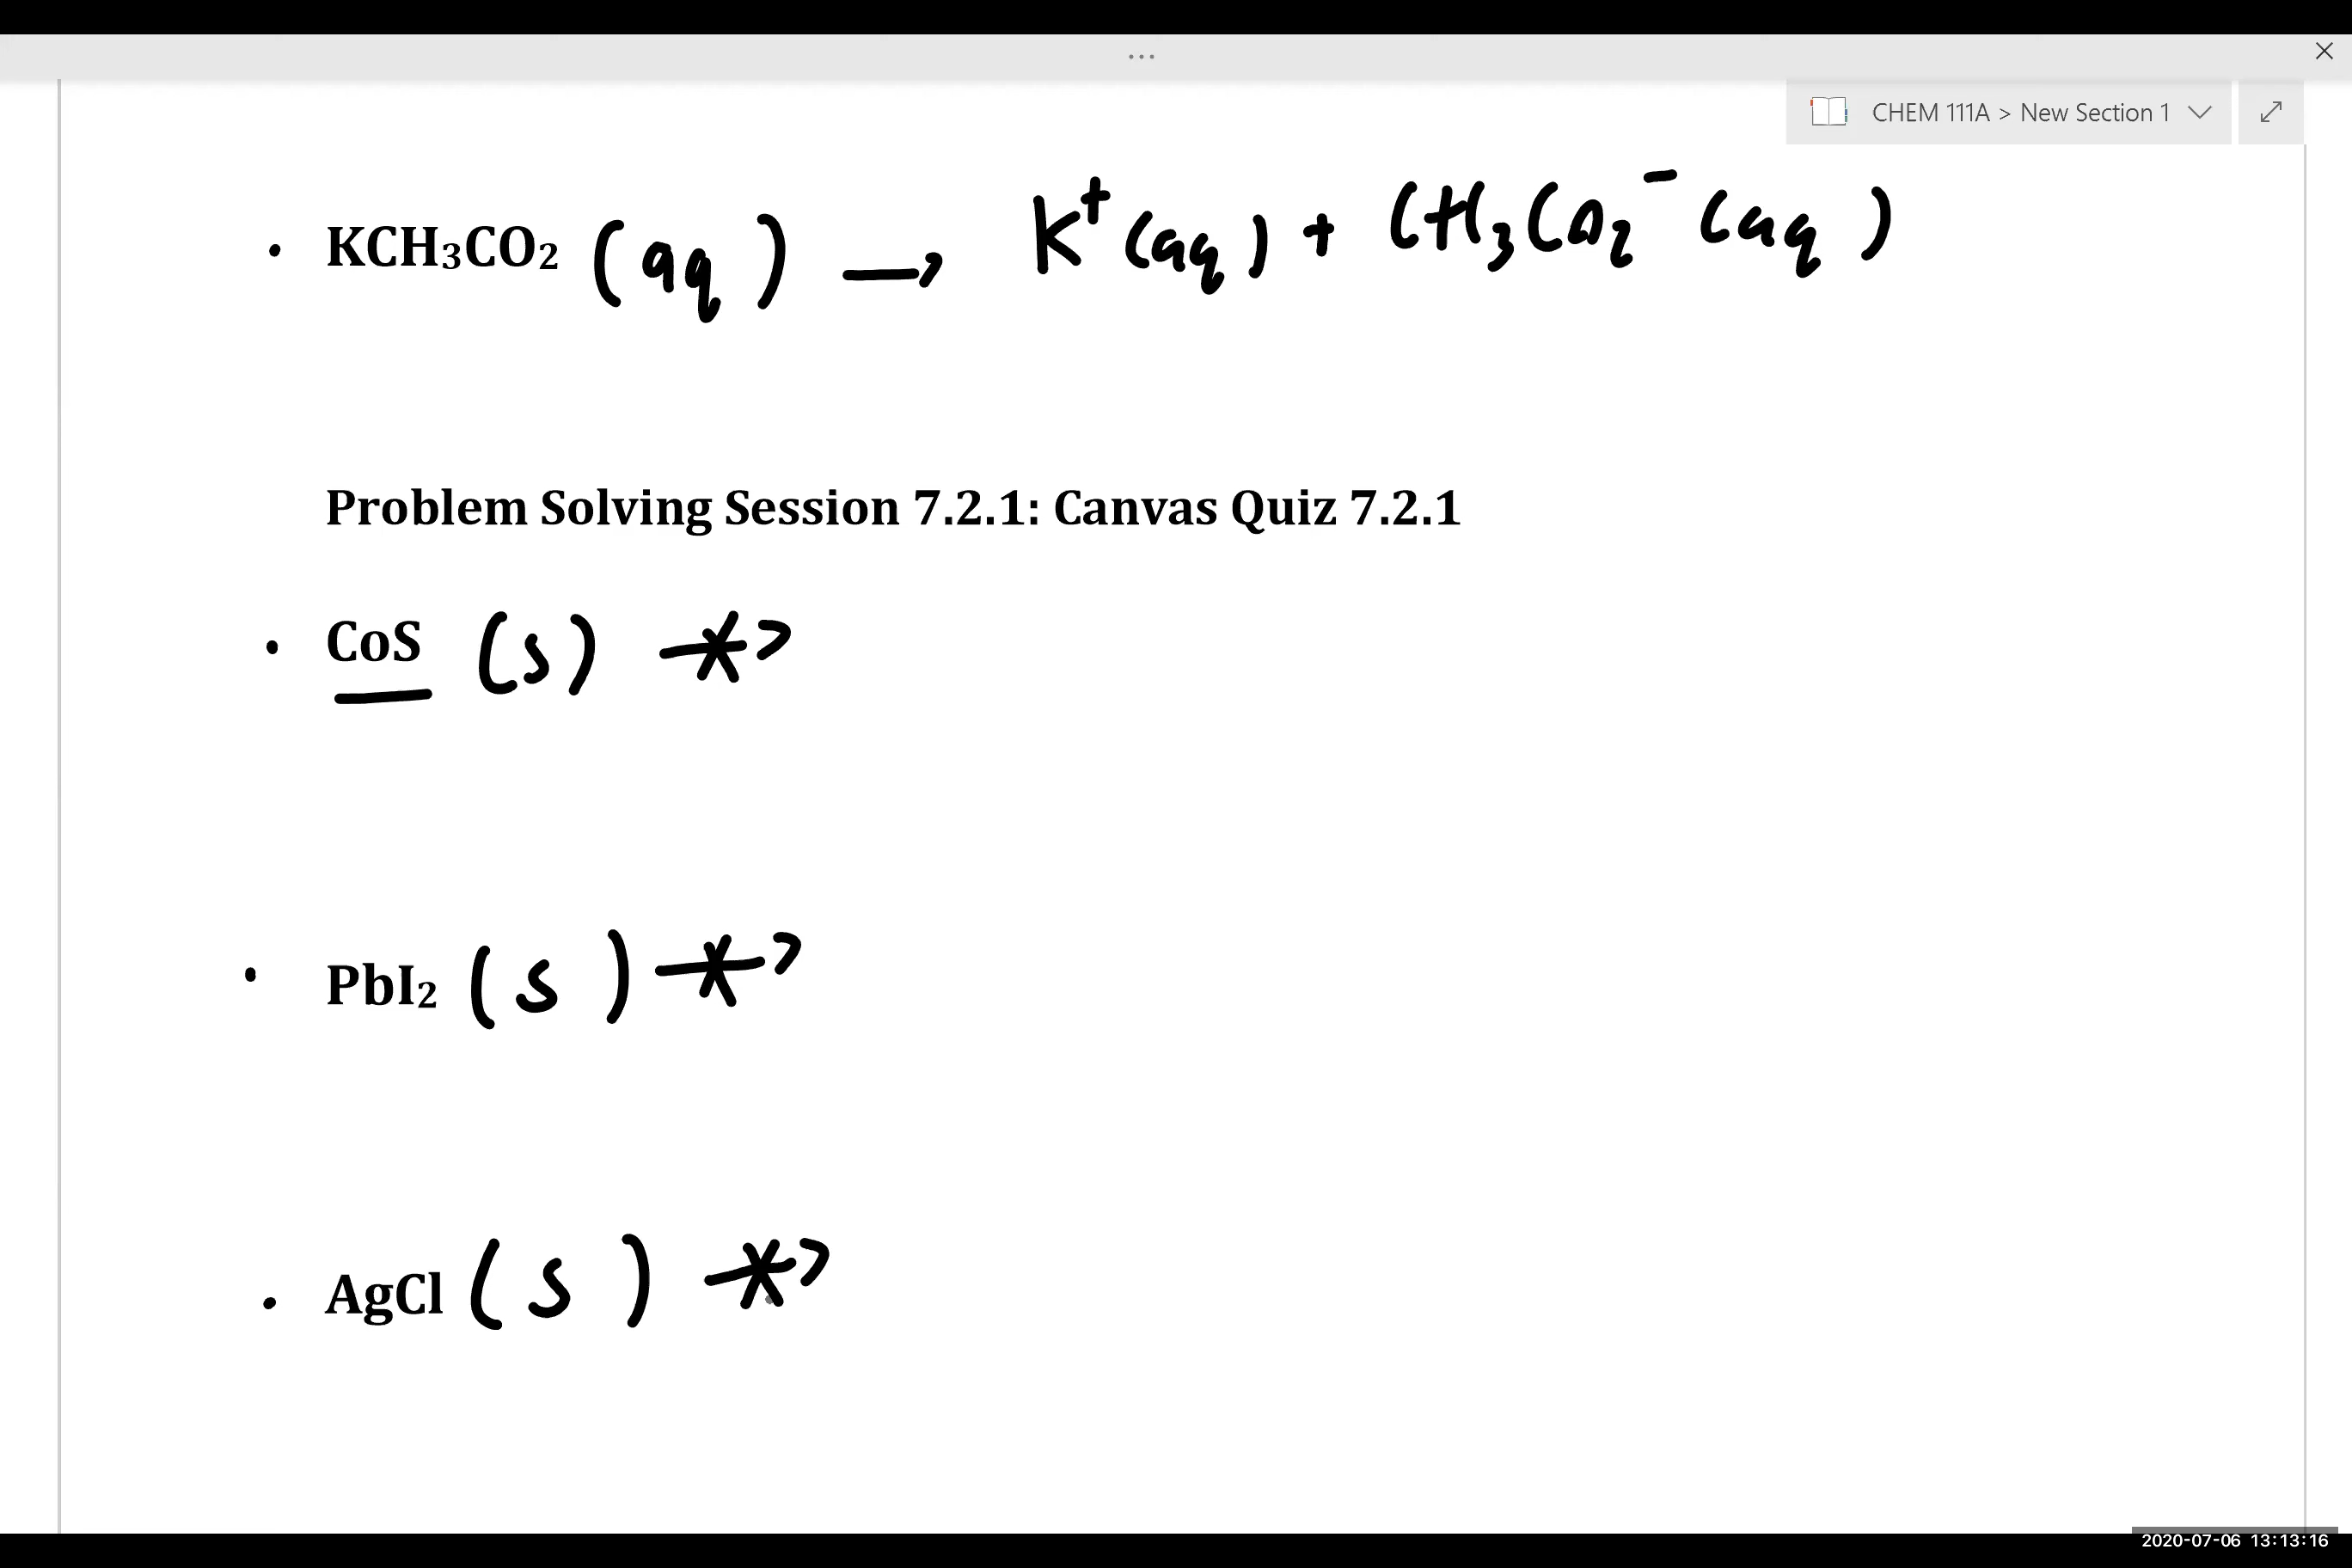 ...
CHEM 111A > New Section 1
• KCH₃CO₂ (aq) → K⁺(aq) + CH₃CO₂⁻(aq)
Problem Solving Session 7.2.1: Canvas Quiz 7.2.1
• CoS (s) -×>
• PbI₂ (s) -×>
• AgCl (s) -×>
2020-07-06 13:13:16